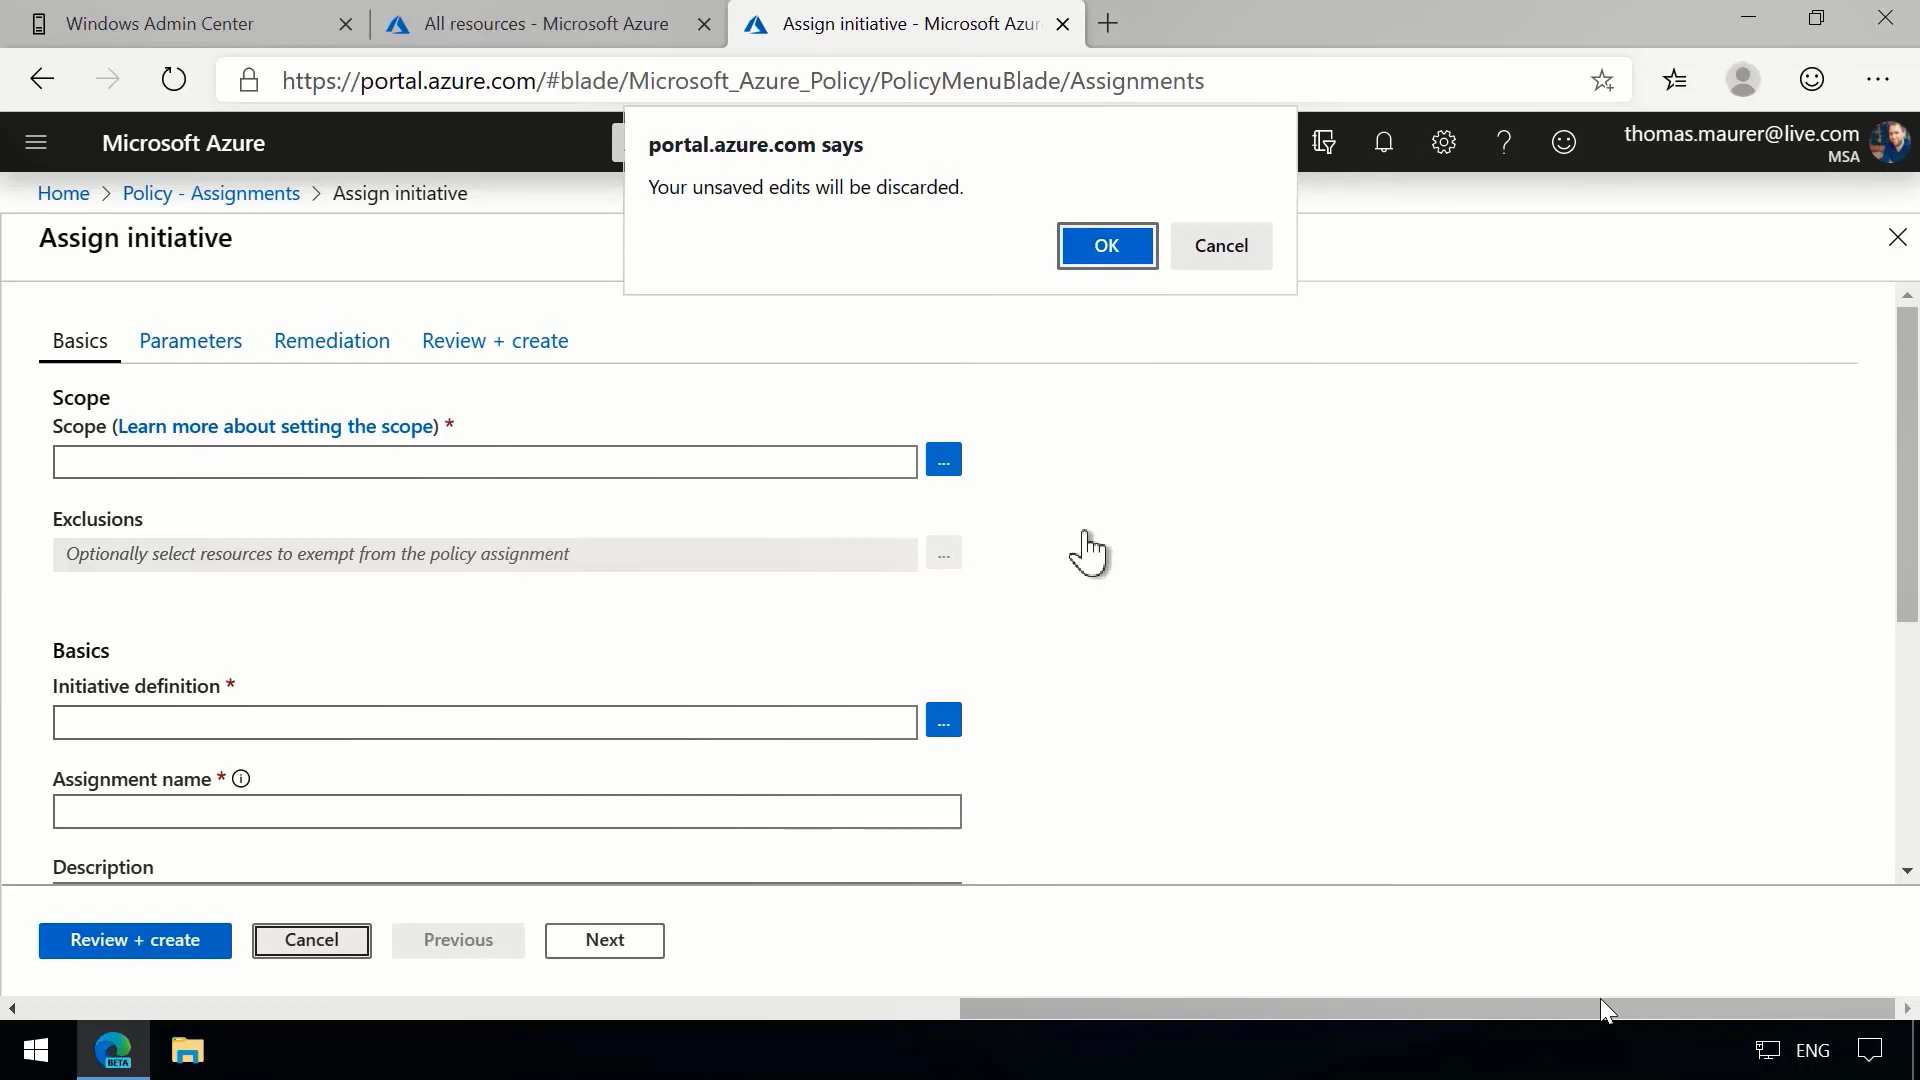 Windows Admin Center
All resources - Microsoft Azure
Assign initiative - Microsoft Azur
https://portal.azure.com/#blade/Microsoft_Azure_Policy/PolicyMenuBlade/Assignments
Microsoft Azure
thomas.maurer@live.com
MSA
portal.azure.com says
Your unsaved edits will be discarded.
OK
Cancel
Home > Policy - Assignments > Assign initiative
Assign initiative
Basics
Parameters
Remediation
Review + create
Scope
Scope (Learn more about setting the scope) *
...
Exclusions
Optionally select resources to exempt from the policy assignment
...
Basics
Initiative definition *
...
Assignment name *
Description
Review + create
Cancel
Previous
Next
BETA
ENG